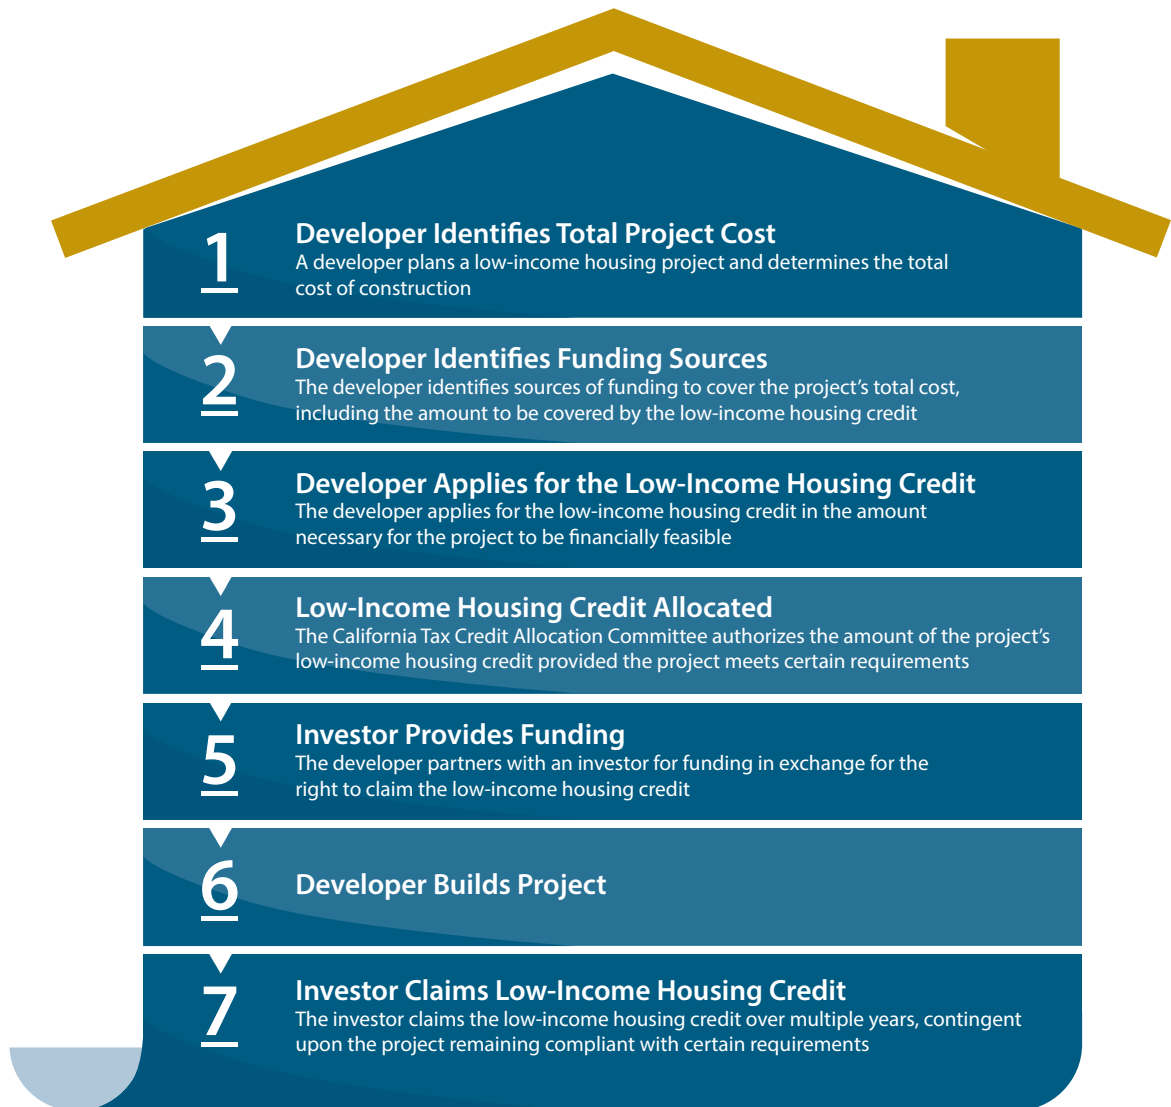 1
Developer Identifies Total Project Cost
A developer plans a low-income housing project and determines the total
cost of construction
2
Developer Identifies Funding Sources
The developer identifies sources of funding to cover the project’s total cost,
including the amount to be covered by the low-income housing credit
3
Developer Applies for the Low-Income Housing Credit
The developer applies for the low-income housing credit in the amount
necessary for the project to be financially feasible
4
Low-Income Housing Credit Allocated
The California Tax Credit Allocation Committee authorizes the amount of the project’s
low-income housing credit provided the project meets certain requirements
5
Investor Provides Funding
The developer partners with an investor for funding in exchange for the
right to claim the low-income housing credit
6
Developer Builds Project
7
Investor Claims Low-Income Housing Credit
The investor claims the low-income housing credit over multiple years, contingent
upon the project remaining compliant with certain requirements